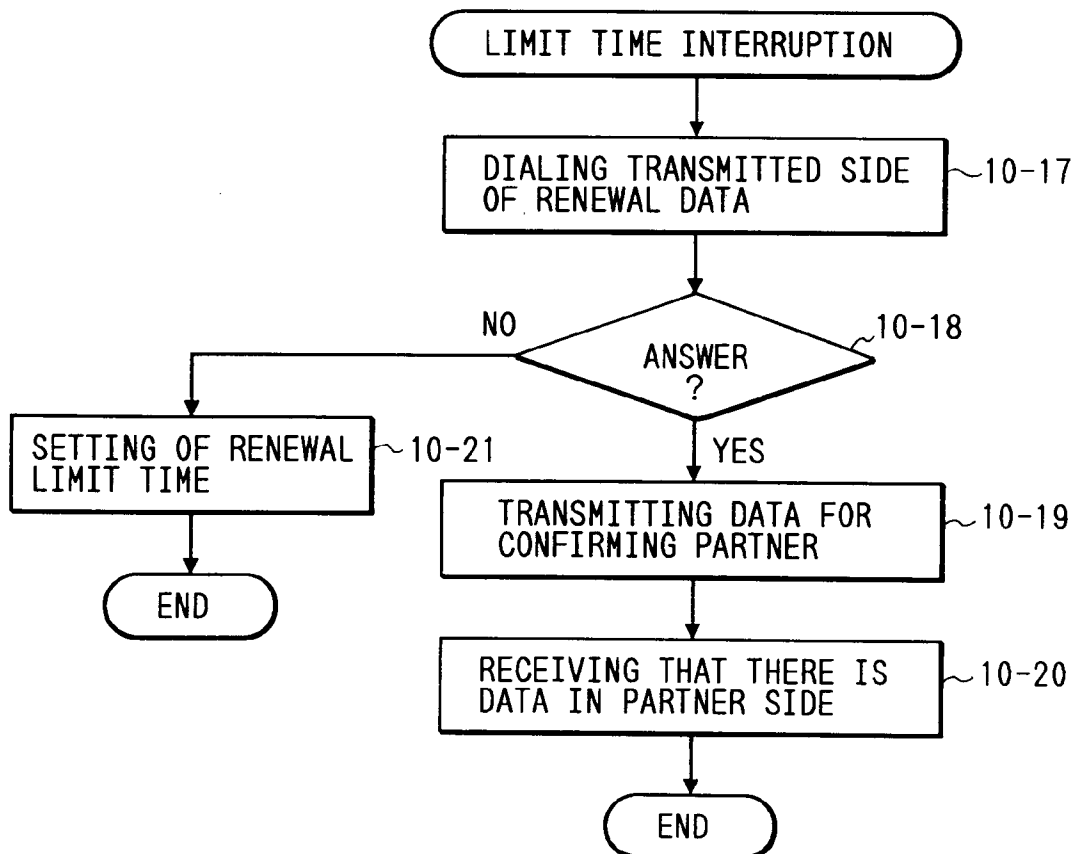 LIMIT TIME INTERRUPTION
DIALING TRANSMITTED SIDE
OF RENEWAL DATA
10-17
NO
10-18
ANSWER
?
SETTING OF RENEWAL
LIMIT TIME
10-21
YES
TRANSMITTING DATA FOR
CONFIRMING PARTNER
10-19
END
RECEIVING THAT THERE IS
DATA IN PARTNER SIDE
10-20
END